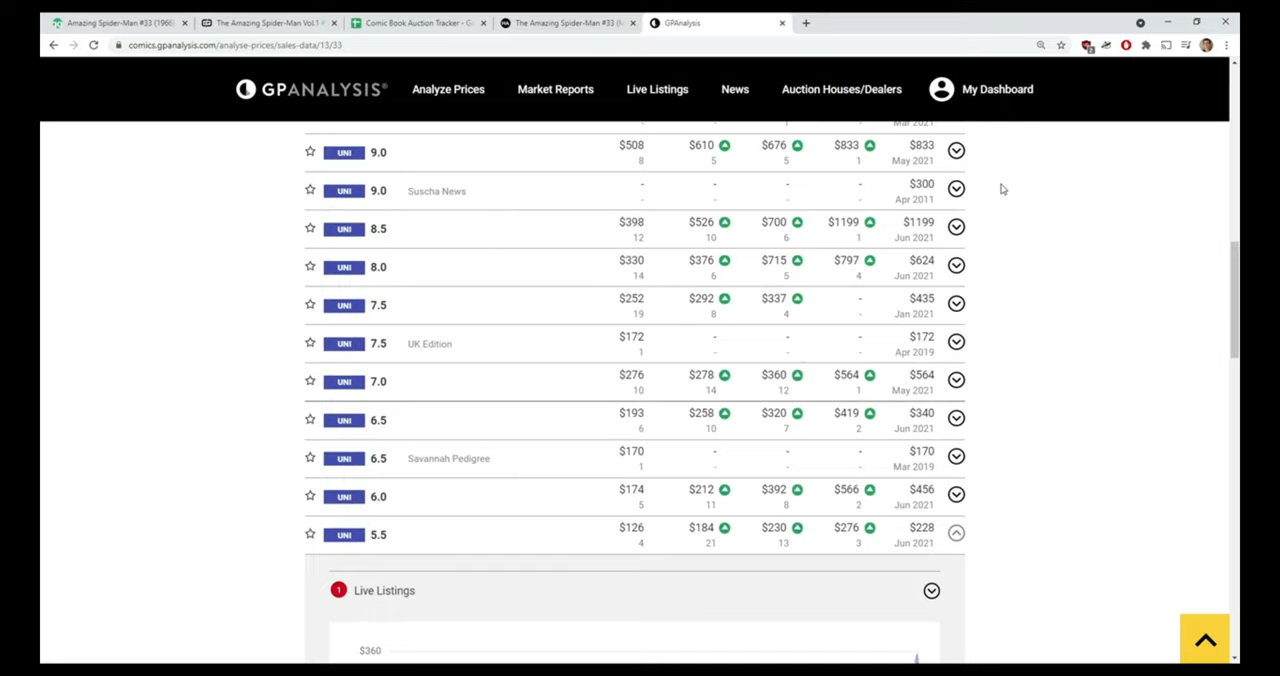 Amazing Spider-Man #33 (1966)
The Amazing Spider-Man Vol.1 #
Comic Book Auction Tracker - Go
The Amazing Spider-Man #33 (M
GPAnalysis
comics.gpanalysis.com/analyse-prices/sales-data/13/33
GPANALYSIS® Analyze Prices Market Reports Live Listings News Auction Houses/Dealers My Dashboard
- 1 - Mar 2021
UNI 9.0 $508 $610 $676 $833 $833
8 5 5 1 May 2021
UNI 9.0 Suscha News - - - - $300
- - - - Apr 2011
UNI 8.5 $398 $526 $700 $1199 $1199
12 10 6 1 Jun 2021
UNI 8.0 $330 $376 $715 $797 $624
14 6 5 4 Jun 2021
UNI 7.5 $252 $292 $337 - $435
19 8 4 - Jan 2021
UNI 7.5 UK Edition $172 - - - $172
1 - - - Apr 2019
UNI 7.0 $276 $278 $360 $564 $564
10 14 12 1 May 2021
UNI 6.5 $193 $258 $320 $419 $340
6 10 7 2 Jun 2021
UNI 6.5 Savannah Pedigree $170 - - - $170
1 - - - Mar 2019
UNI 6.0 $174 $212 $392 $566 $456
5 11 8 2 Jun 2021
UNI 5.5 $126 $184 $230 $276 $228
4 21 13 3 Jun 2021
1 Live Listings
$360